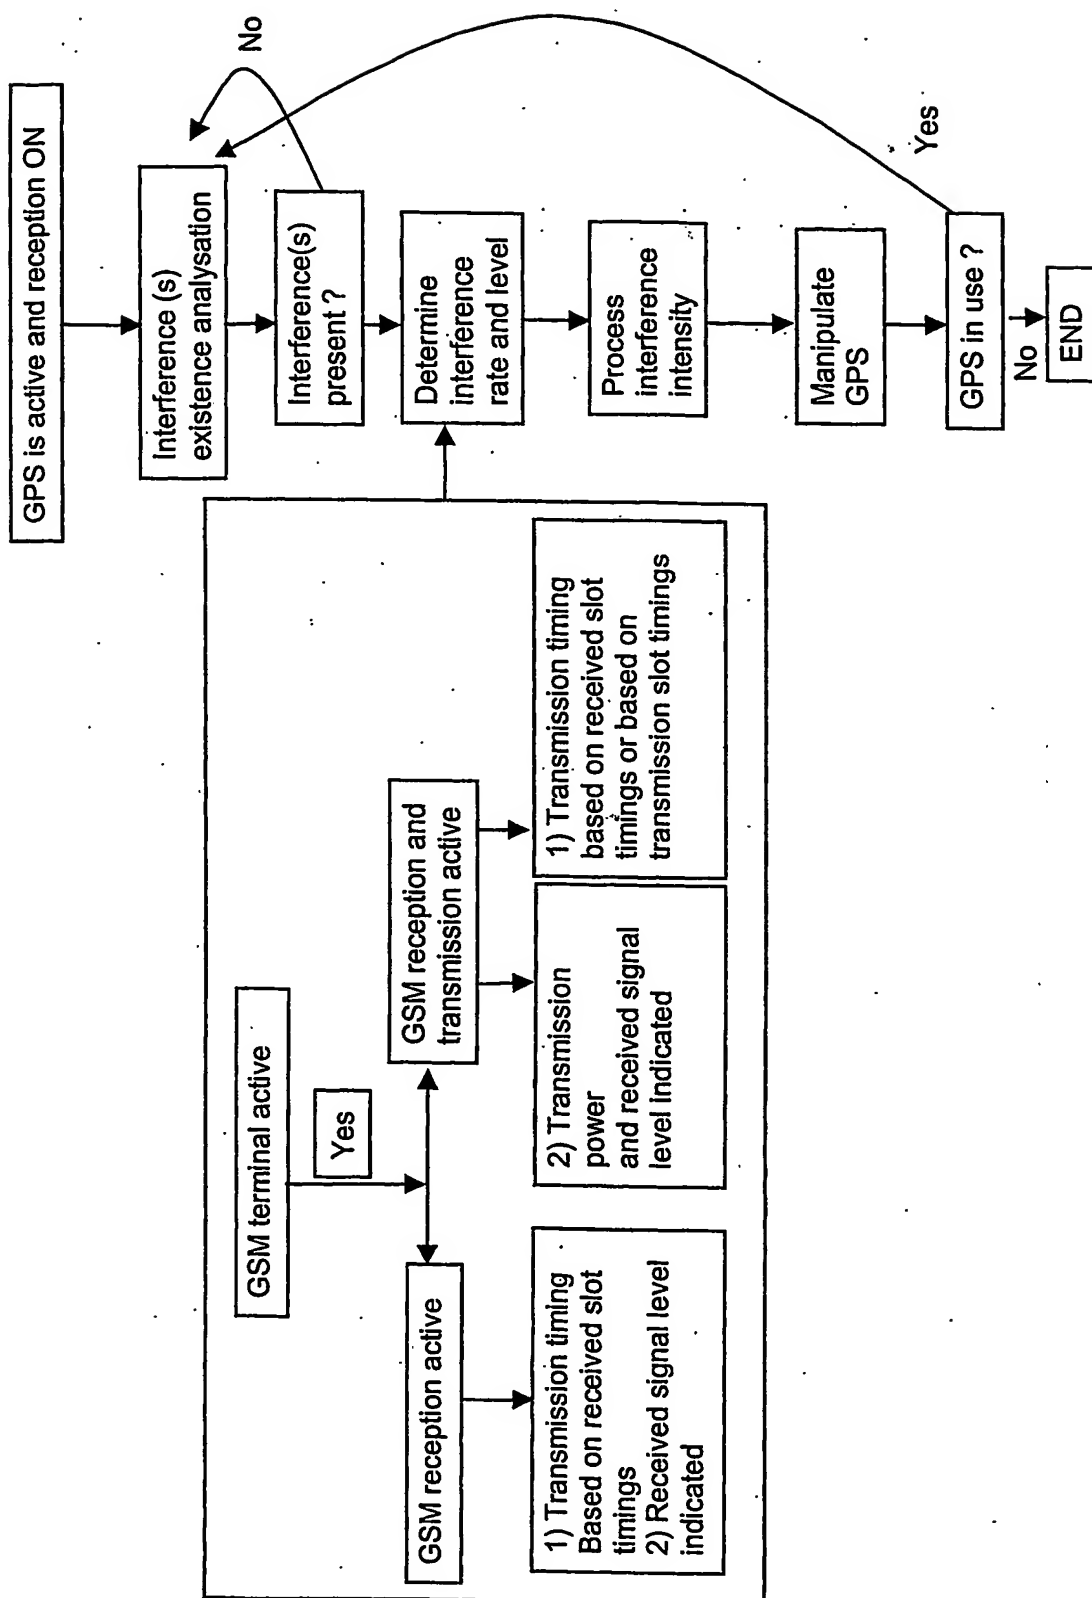 GPS is active and reception ON
Interference (s)
existence analysation
Interference(s)
present ?
No
Determine
interference
rate and level
Process
interference
intensity
Manipulate
GPS
GPS in use ?
Yes
No
END
GSM terminal active
Yes
GSM reception active
GSM reception and
transmission active
1) Transmission timing
Based on received slot
timings
2) Received signal level
indicated
2) Transmission
power
and received signal
level indicated
1) Transmission timing
based on received slot
timings or based on
transmission slot timings